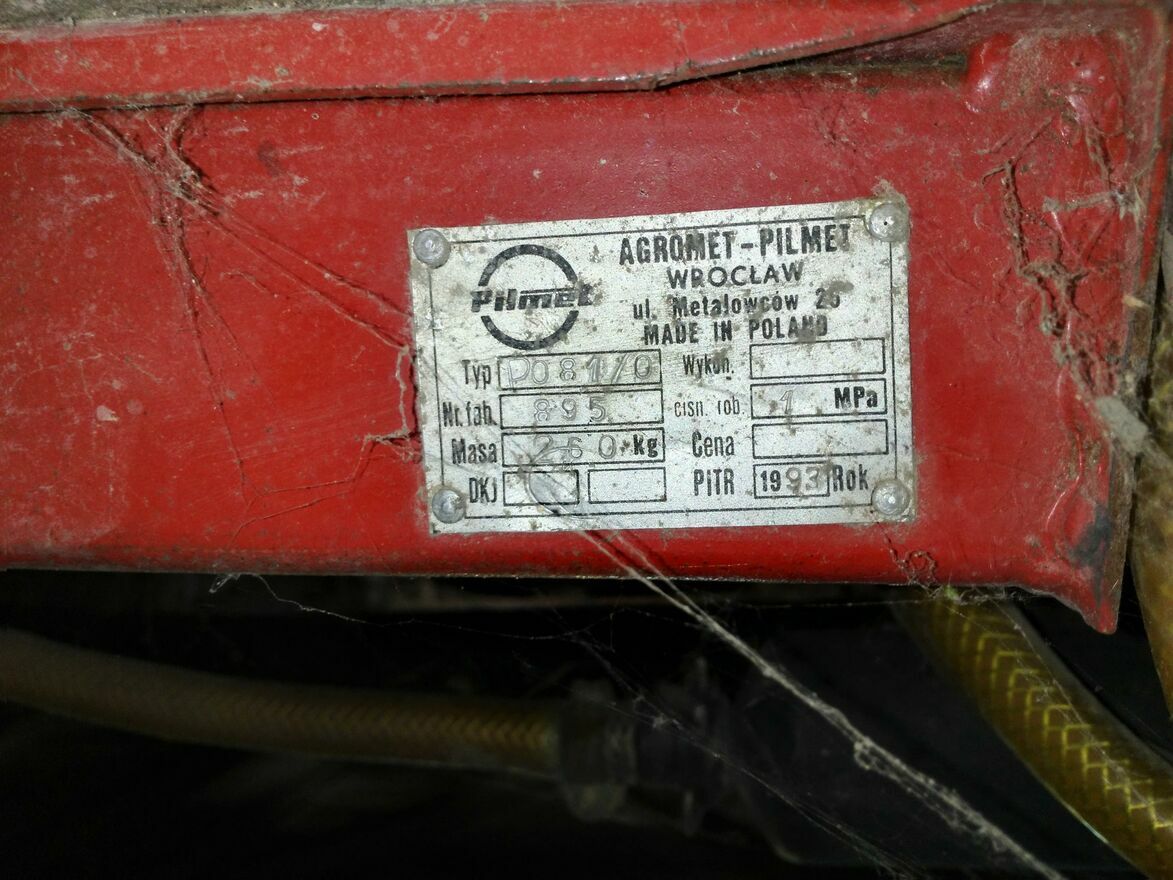 Pilmet
AGROMET-PILMET
WROCŁAW
ul. Metalowców 25
MADE IN POLAND
Typ P081/0 Wykon.
Nr. fab. 895 ciśn. rob. 1 MPa
Masa 260 kg Cena
DKJ PiTR 1993 Rok